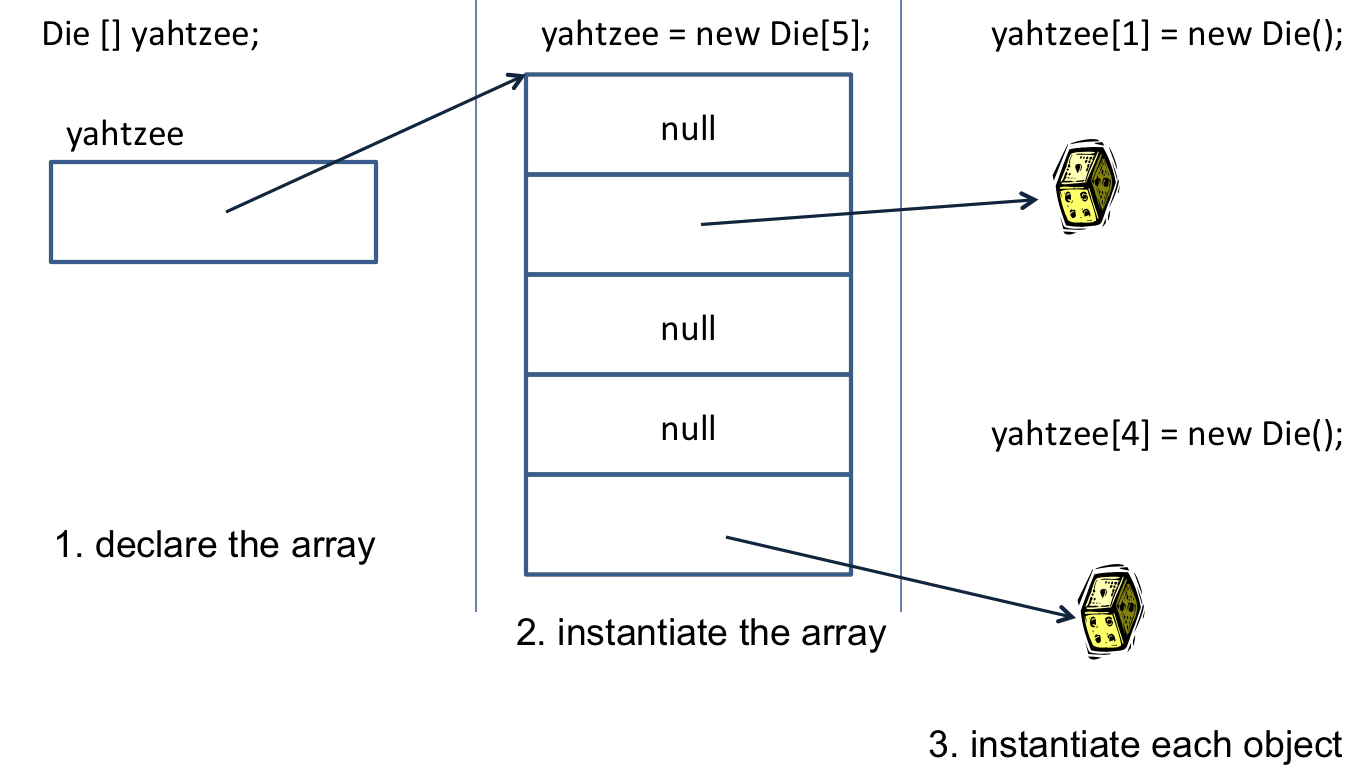 Die [] yahtzee;
yahtzee
1. declare the array
yahtzee = new Die[5];
null
null
null
2. instantiate the array
yahtzee[1] = new Die();
yahtzee[4] = new Die();
3. instantiate each object